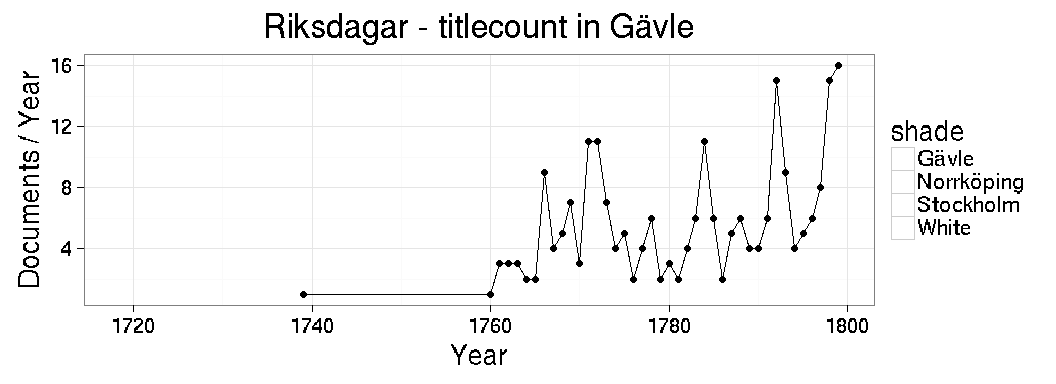 Riksdagar - titlecount in Gävle
Documents / Year
16
12
8
4
1720 1740 1760 1780 1800
Year
shade
Gävle
Norrköping
Stockholm
White